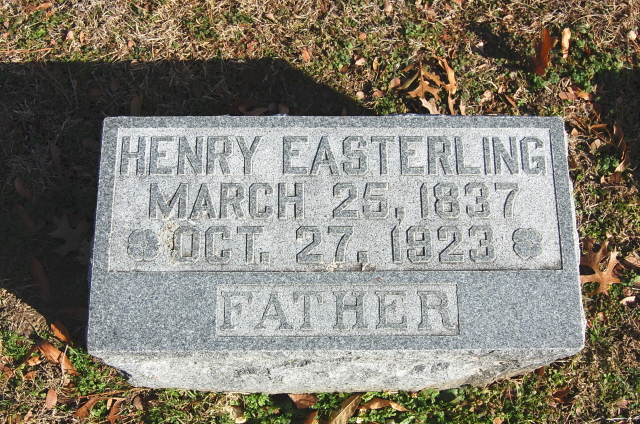 HENRY EASTERLING
MARCH 25, 1837
OCT. 27, 1923
FATHER